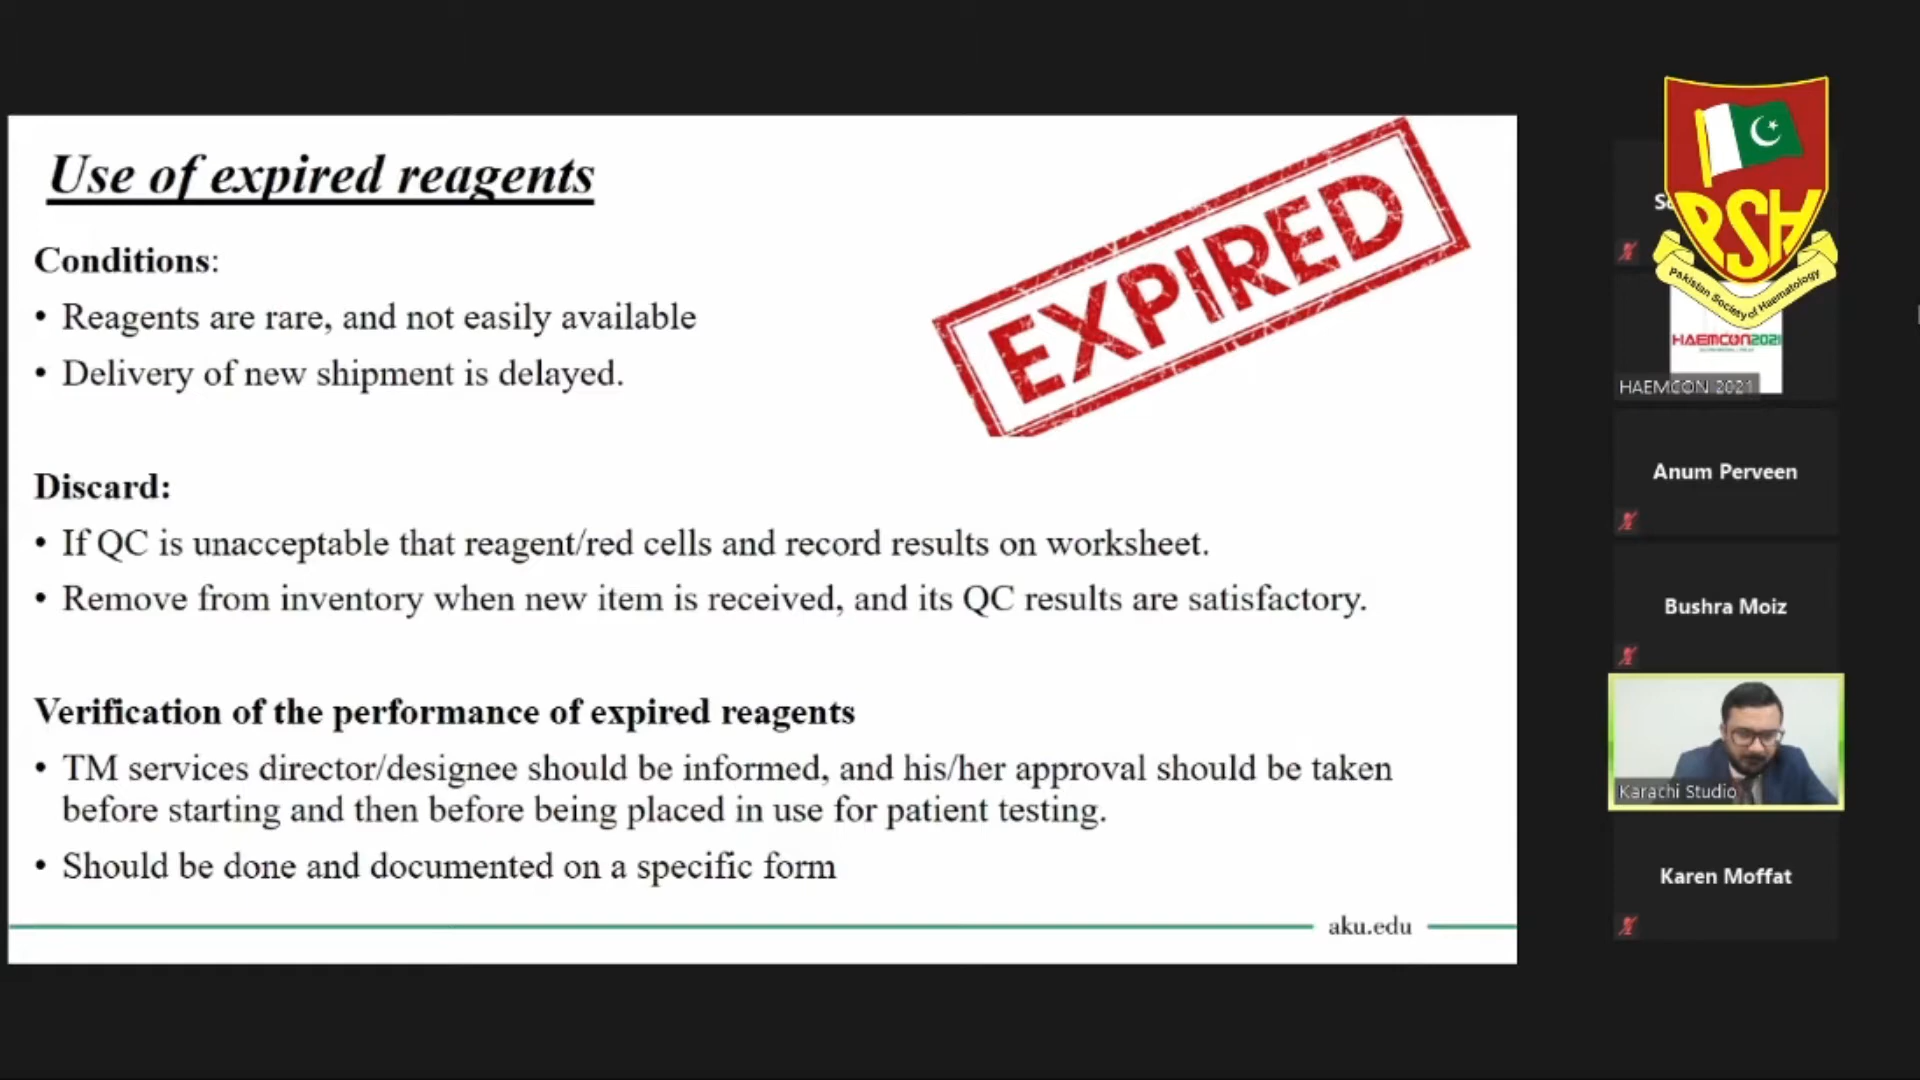 Use of expired reagents
EXPIRED
Conditions:
• Reagents are rare, and not easily available
• Delivery of new shipment is delayed.
Discard:
• If QC is unacceptable that reagent/red cells and record results on worksheet.
• Remove from inventory when new item is received, and its QC results are satisfactory.
Verification of the performance of expired reagents
• TM services director/designee should be informed, and his/her approval should be taken
before starting and then before being placed in use for patient testing.
• Should be done and documented on a specific form
aku.edu
PSH
Pakistan Society of Haematology
HAEMCON2021
HAEMCON 2021
Anum Perveen
Bushra Moiz
Karachi Studio
Karen Moffat